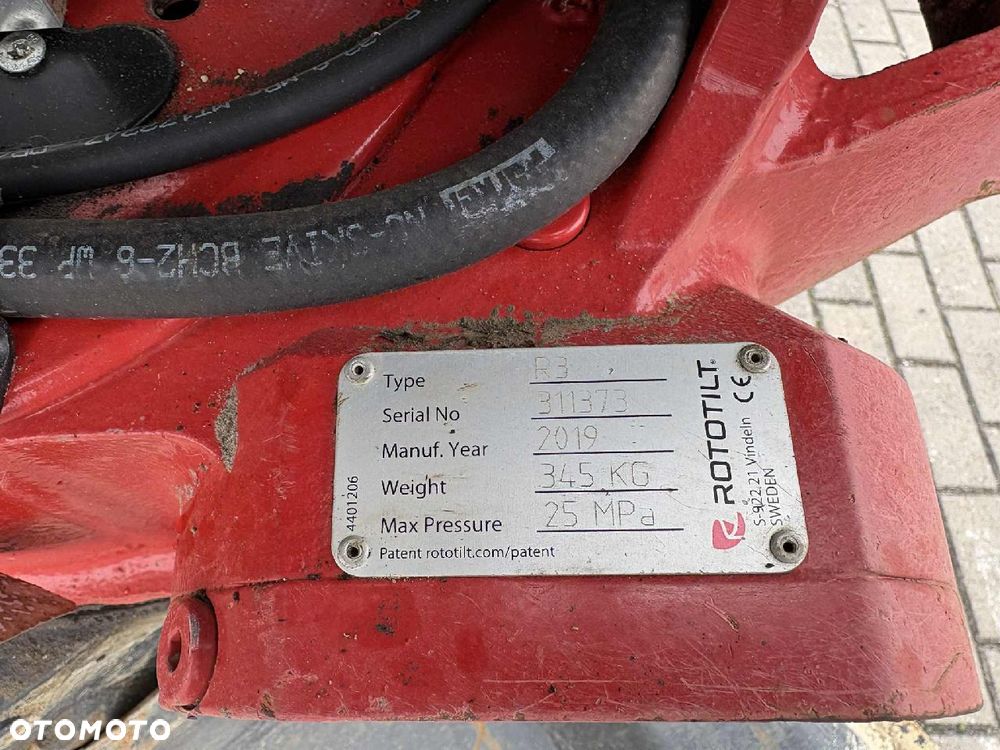 BCH2-6 WP 33
Type R3
Serial No 311373
Manuf. Year 2019
Weight 345 KG
Max Pressure 25 MPa
Patent rototilt.com/patent
4401206
ROTOTILT®
S-922 21 Vindeln CE
SWEDEN
OTOMOTO